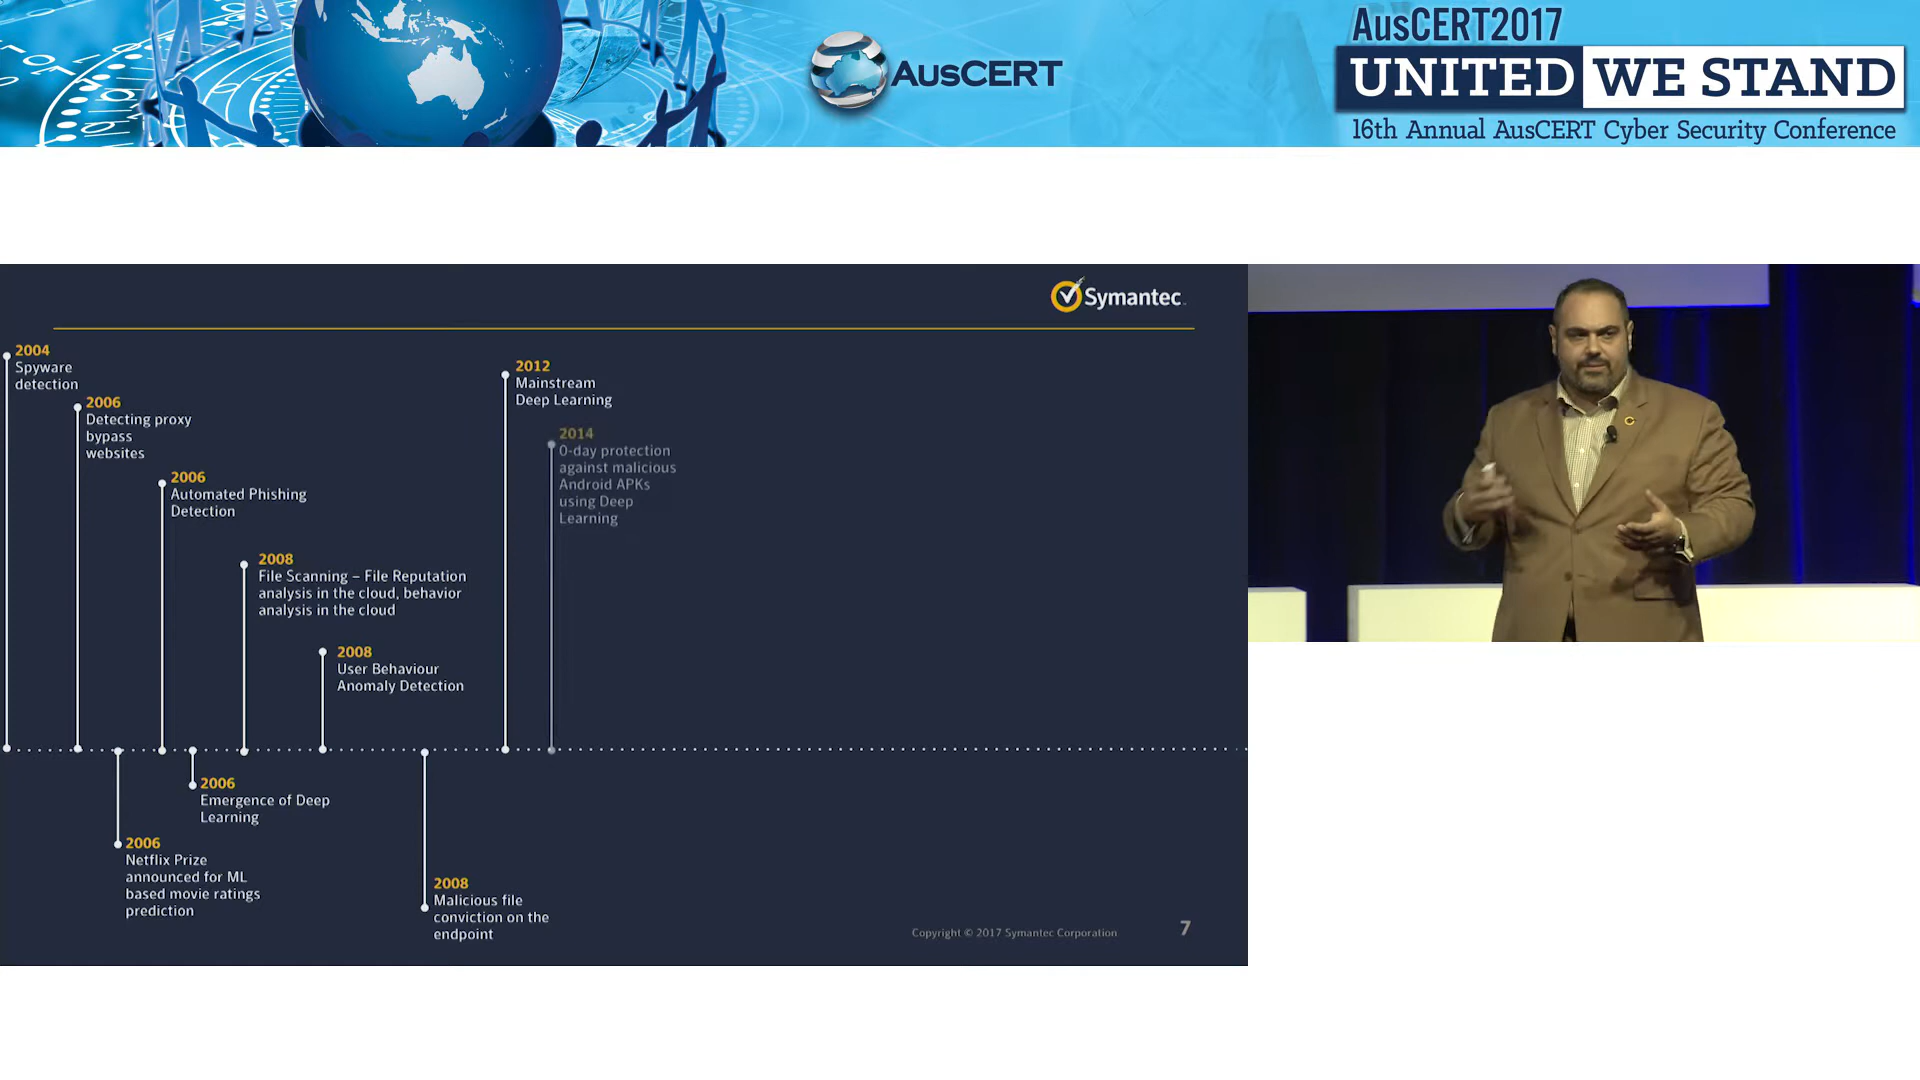 AusCERT
AusCERT2017
UNITED WE STAND
16th Annual AusCERT Cyber Security Conference
Symantec
2004
Spyware
detection
2006
Detecting proxy
bypass
websites
2006
Automated Phishing
Detection
2008
File Scanning – File Reputation
analysis in the cloud, behavior
analysis in the cloud
2008
User Behaviour
Anomaly Detection
2012
Mainstream
Deep Learning
2014
0-day protection
against malicious
Android APKs
using Deep
Learning
2006
Emergence of Deep
Learning
2006
Netflix Prize
announced for ML
based movie ratings
prediction
2008
Malicious file
conviction on the
endpoint
Copyright © 2017 Symantec Corporation
7